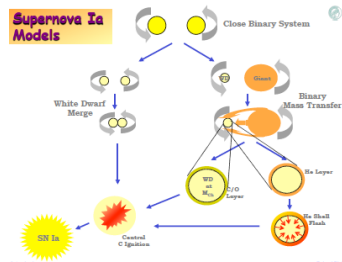 Supernova Ia
Models
Close Binary System
WD
Giant
White Dwarf
Merge
Binary
Mass Transfer
He Layer
WD
at
MCh
C/O
Layer
He Shell
Flash
SN Ia
Central
C Ignition